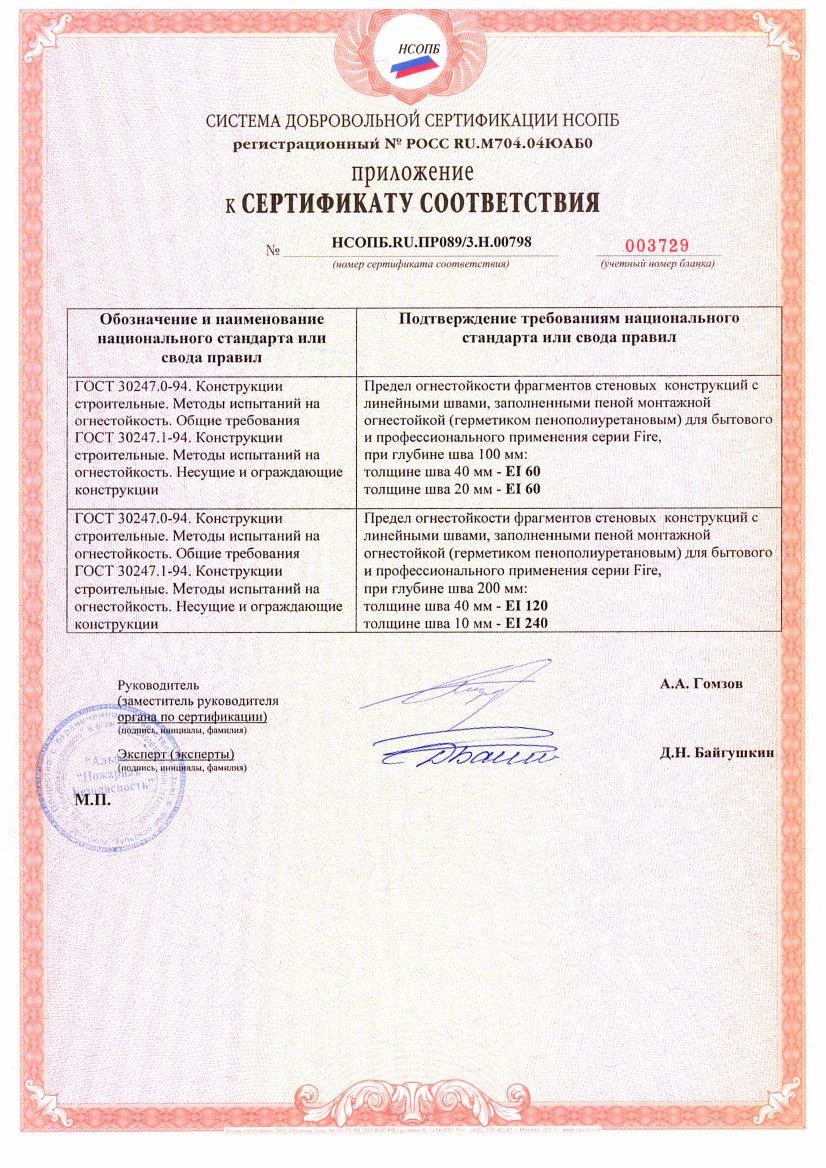 НСОПБ
СИСТЕМА ДОБРОВОЛЬНОЙ СЕРТИФИКАЦИИ НСОПБ
регистрационный № РОСС RU.М704.04ЮАБ0
приложение
к СЕРТИФИКАТУ СООТВЕТСТВИЯ
№ НСОПБ.RU.ПР089/3.Н.00798
003729
(номер сертификата соответствия)
(учетный номер бланка)
Обозначение и наименование
национального стандарта или
свода правил
Подтверждение требованиям национального
стандарта или свода правил
ГОСТ 30247.0-94. Конструкции
строительные. Методы испытаний на
огнестойкость. Общие требования
ГОСТ 30247.1-94. Конструкции
строительные. Методы испытаний на
огнестойкость. Несущие и ограждающие
конструкции
Предел огнестойкости фрагментов стеновых конструкций с
линейными швами, заполненными пеной монтажной
огнестойкой (герметиком пенополиуретановым) для бытового
и профессионального применения серии Fire,
при глубине шва 100 мм:
толщине шва 40 мм - EI 60
толщине шва 20 мм - EI 60
ГОСТ 30247.0-94. Конструкции
строительные. Методы испытаний на
огнестойкость. Общие требования
ГОСТ 30247.1-94. Конструкции
строительные. Методы испытаний на
огнестойкость. Несущие и ограждающие
конструкции
Предел огнестойкости фрагментов стеновых конструкций с
линейными швами, заполненными пеной монтажной
огнестойкой (герметиком пенополиуретановым) для бытового
и профессионального применения серии Fire,
при глубине шва 200 мм:
толщине шва 40 мм - EI 120
толщине шва 10 мм - EI 240
Руководитель
(заместитель руководителя
органа по сертификации)
(подпись, инициалы, фамилия)
А.А. Гомзов
Эксперт (эксперты)
(подпись, инициалы, фамилия)
Д.Н. Байгушкин
"Пожарная
Безопасность"
М.П.